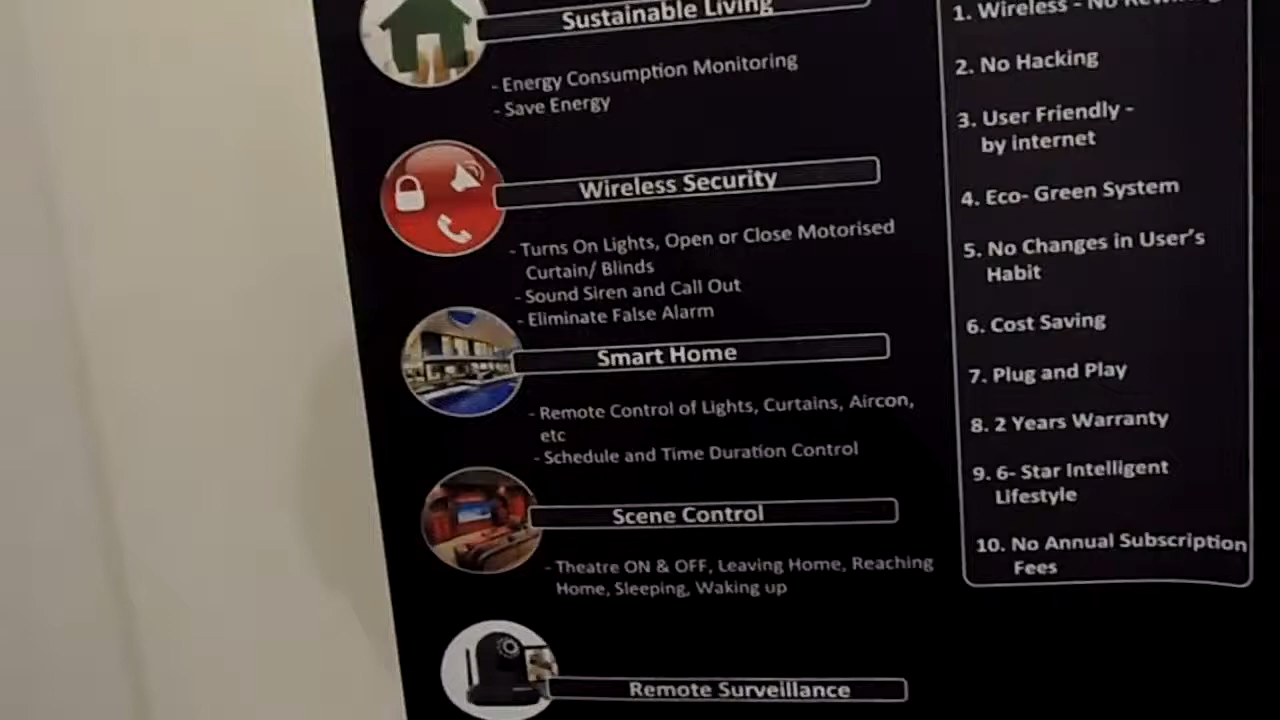 Sustainable Living
- Energy Consumption Monitoring
- Save Energy
Wireless Security
- Turns On Lights, Open or Close Motorised
Curtain/ Blinds
- Sound Siren and Call Out
- Eliminate False Alarm
Smart Home
- Remote Control of Lights, Curtains, Aircon,
etc
- Schedule and Time Duration Control
Scene Control
- Theatre ON & OFF, Leaving Home, Reaching
Home, Sleeping, Waking up
Remote Surveillance
1. Wireless - No
2. No Hacking
3. User Friendly -
by internet
4. Eco- Green System
5. No Changes in User's
Habit
6. Cost Saving
7. Plug and Play
8. 2 Years Warranty
9. 6- Star Intelligent
Lifestyle
10. No Annual Subscription
Fees